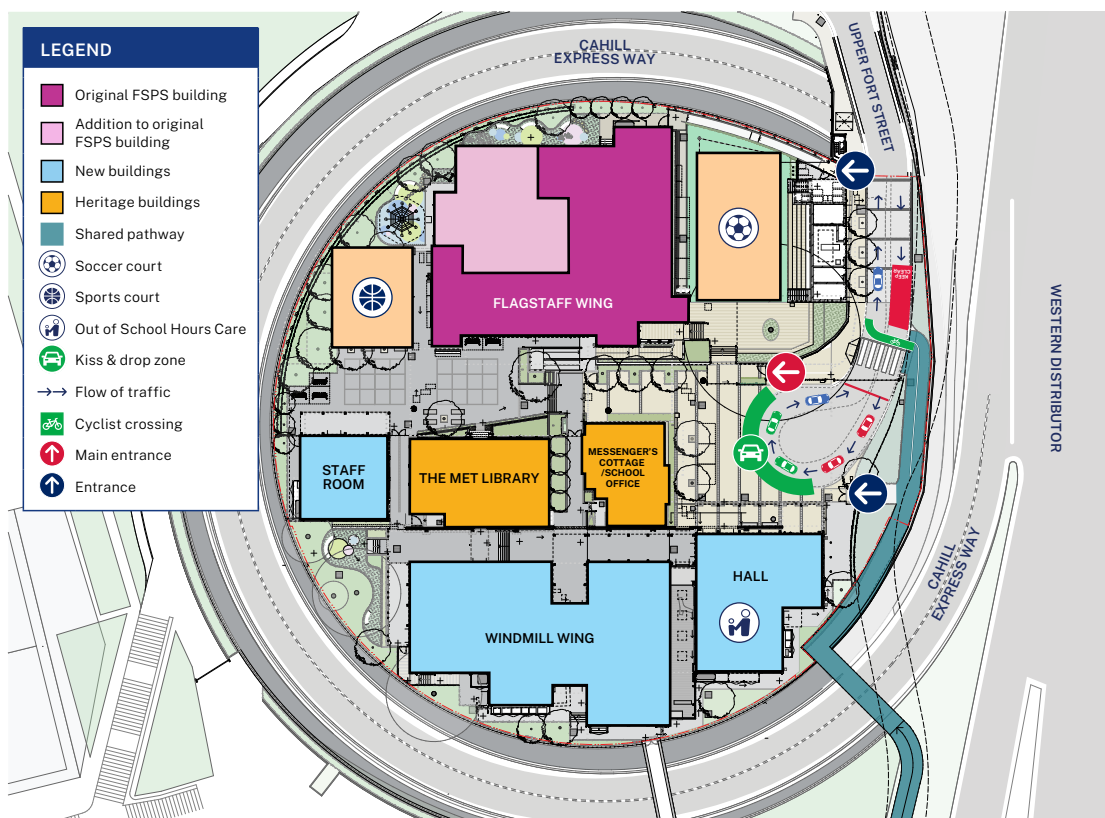 LEGEND
Original FSPS building
Addition to original
FSPS building
New buildings
Heritage buildings
Shared pathway
Soccer court
Sports court
Out of School Hours Care
Kiss & drop zone
Flow of traffic
Cyclist crossing
Main entrance
Entrance
CAHILL
EXPRESS WAY
UPPER FORT STREET
FLAGSTAFF WING
KEEP
CLEAR
WESTERN DISTRIBUTOR
STAFF
ROOM
THE MET LIBRARY
MESSENGER'S
COTTAGE
/SCHOOL
OFFICE
HALL
WINDMILL WING
CAHILL
EXPRESS WAY